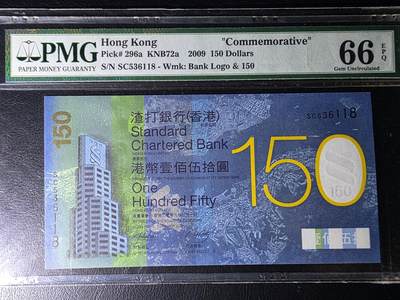 PMG
PAPER MONEY GUARANTY
Hong Kong "Commemorative"
Pick# 296a KNB72a 2009 150 Dollars
S/N SC536118 - Wmk: Bank Logo & 150
66
EPQ
Gem Uncirculated
150
渣打銀行(香港)
SC536118
Standard
Chartered Bank
港幣壹佰伍拾圓
One
Hundred Fifty
150
150
SC536118